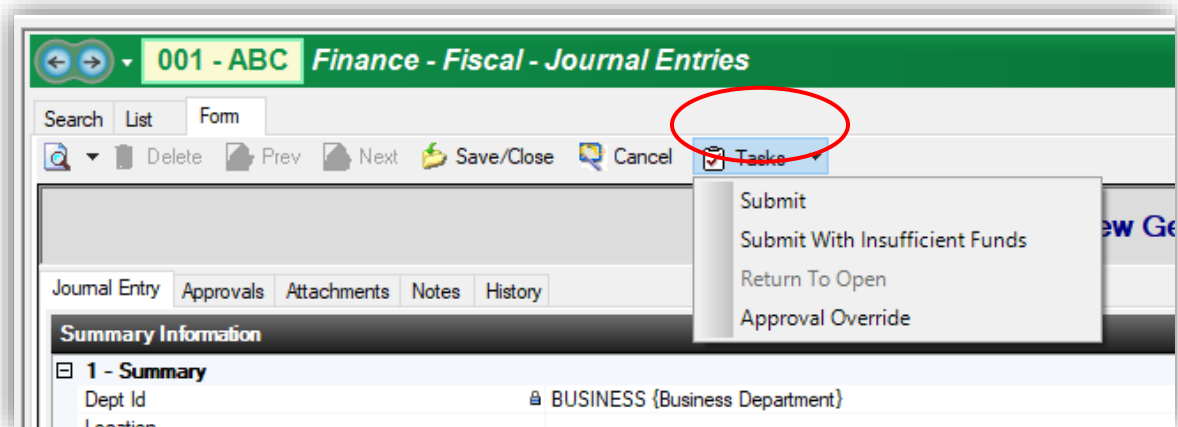 001 - ABC Finance - Fiscal - Journal Entries
Search List Form
Delete Prev Next Save/Close Cancel Tasks
Submit
Submit With Insufficient Funds
Return To Open
Approval Override
Journal Entry Approvals Attachments Notes History
Summary Information
1 - Summary
Dept Id BUSINESS {Business Department}
Location